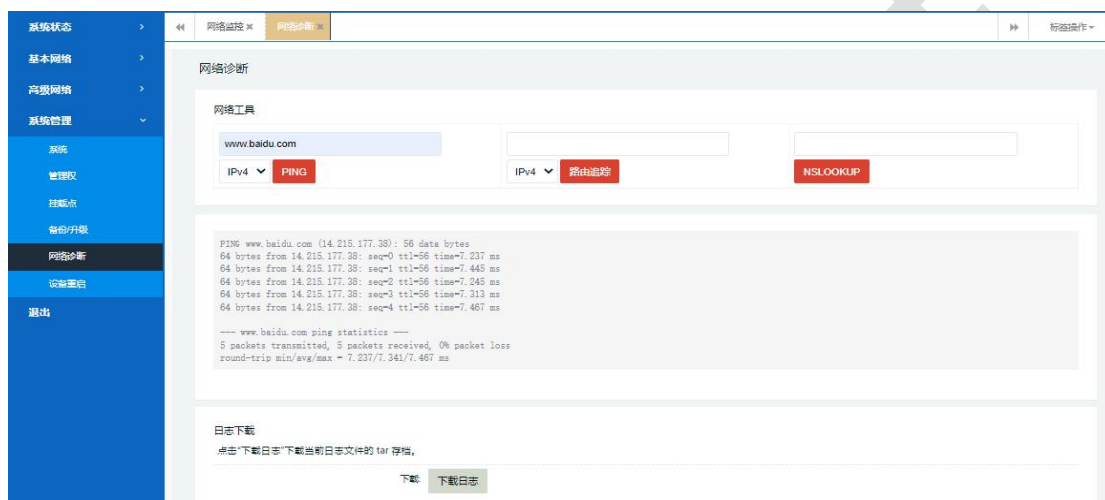 系统状态
基本网络
高级网络
系统管理
系统
管理权
挂载点
备份/升级
网络诊断
设备重启
退出
网络监控 ×
网络诊断 ×
标签操作
网络诊断
网络工具
www.baidu.com
IPv4 PING
IPv4 路由追踪
NSLOOKUP
PING www.baidu.com (14.215.177.38): 56 data bytes
64 bytes from 14.215.177.38: seq=0 ttl=56 time=7.237 ms
64 bytes from 14.215.177.38: seq=1 ttl=56 time=7.445 ms
64 bytes from 14.215.177.38: seq=2 ttl=56 time=7.245 ms
64 bytes from 14.215.177.38: seq=3 ttl=56 time=7.313 ms
64 bytes from 14.215.177.38: seq=4 ttl=56 time=7.467 ms
--- www.baidu.com ping statistics ---
5 packets transmitted, 5 packets received, 0% packet loss
round-trip min/avg/max = 7.237/7.341/7.467 ms
日志下载
点击“下载日志”下载当前日志文件的 tar 存档。
下载 下载日志